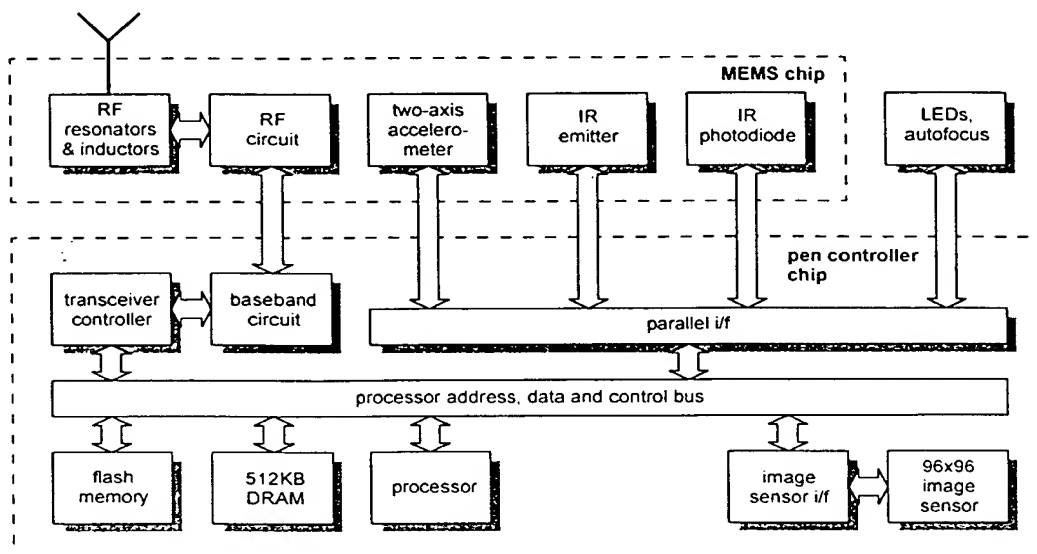 MEMS chip
RF
resonators
& inductors
RF
circuit
two-axis
accelero-
meter
IR
emitter
IR
photodiode
LEDs,
autofocus
pen controller
chip
transceiver
controller
baseband
circuit
parallel i/f
processor address, data and control bus
flash
memory
512KB
DRAM
processor
image
sensor i/f
96x96
image
sensor